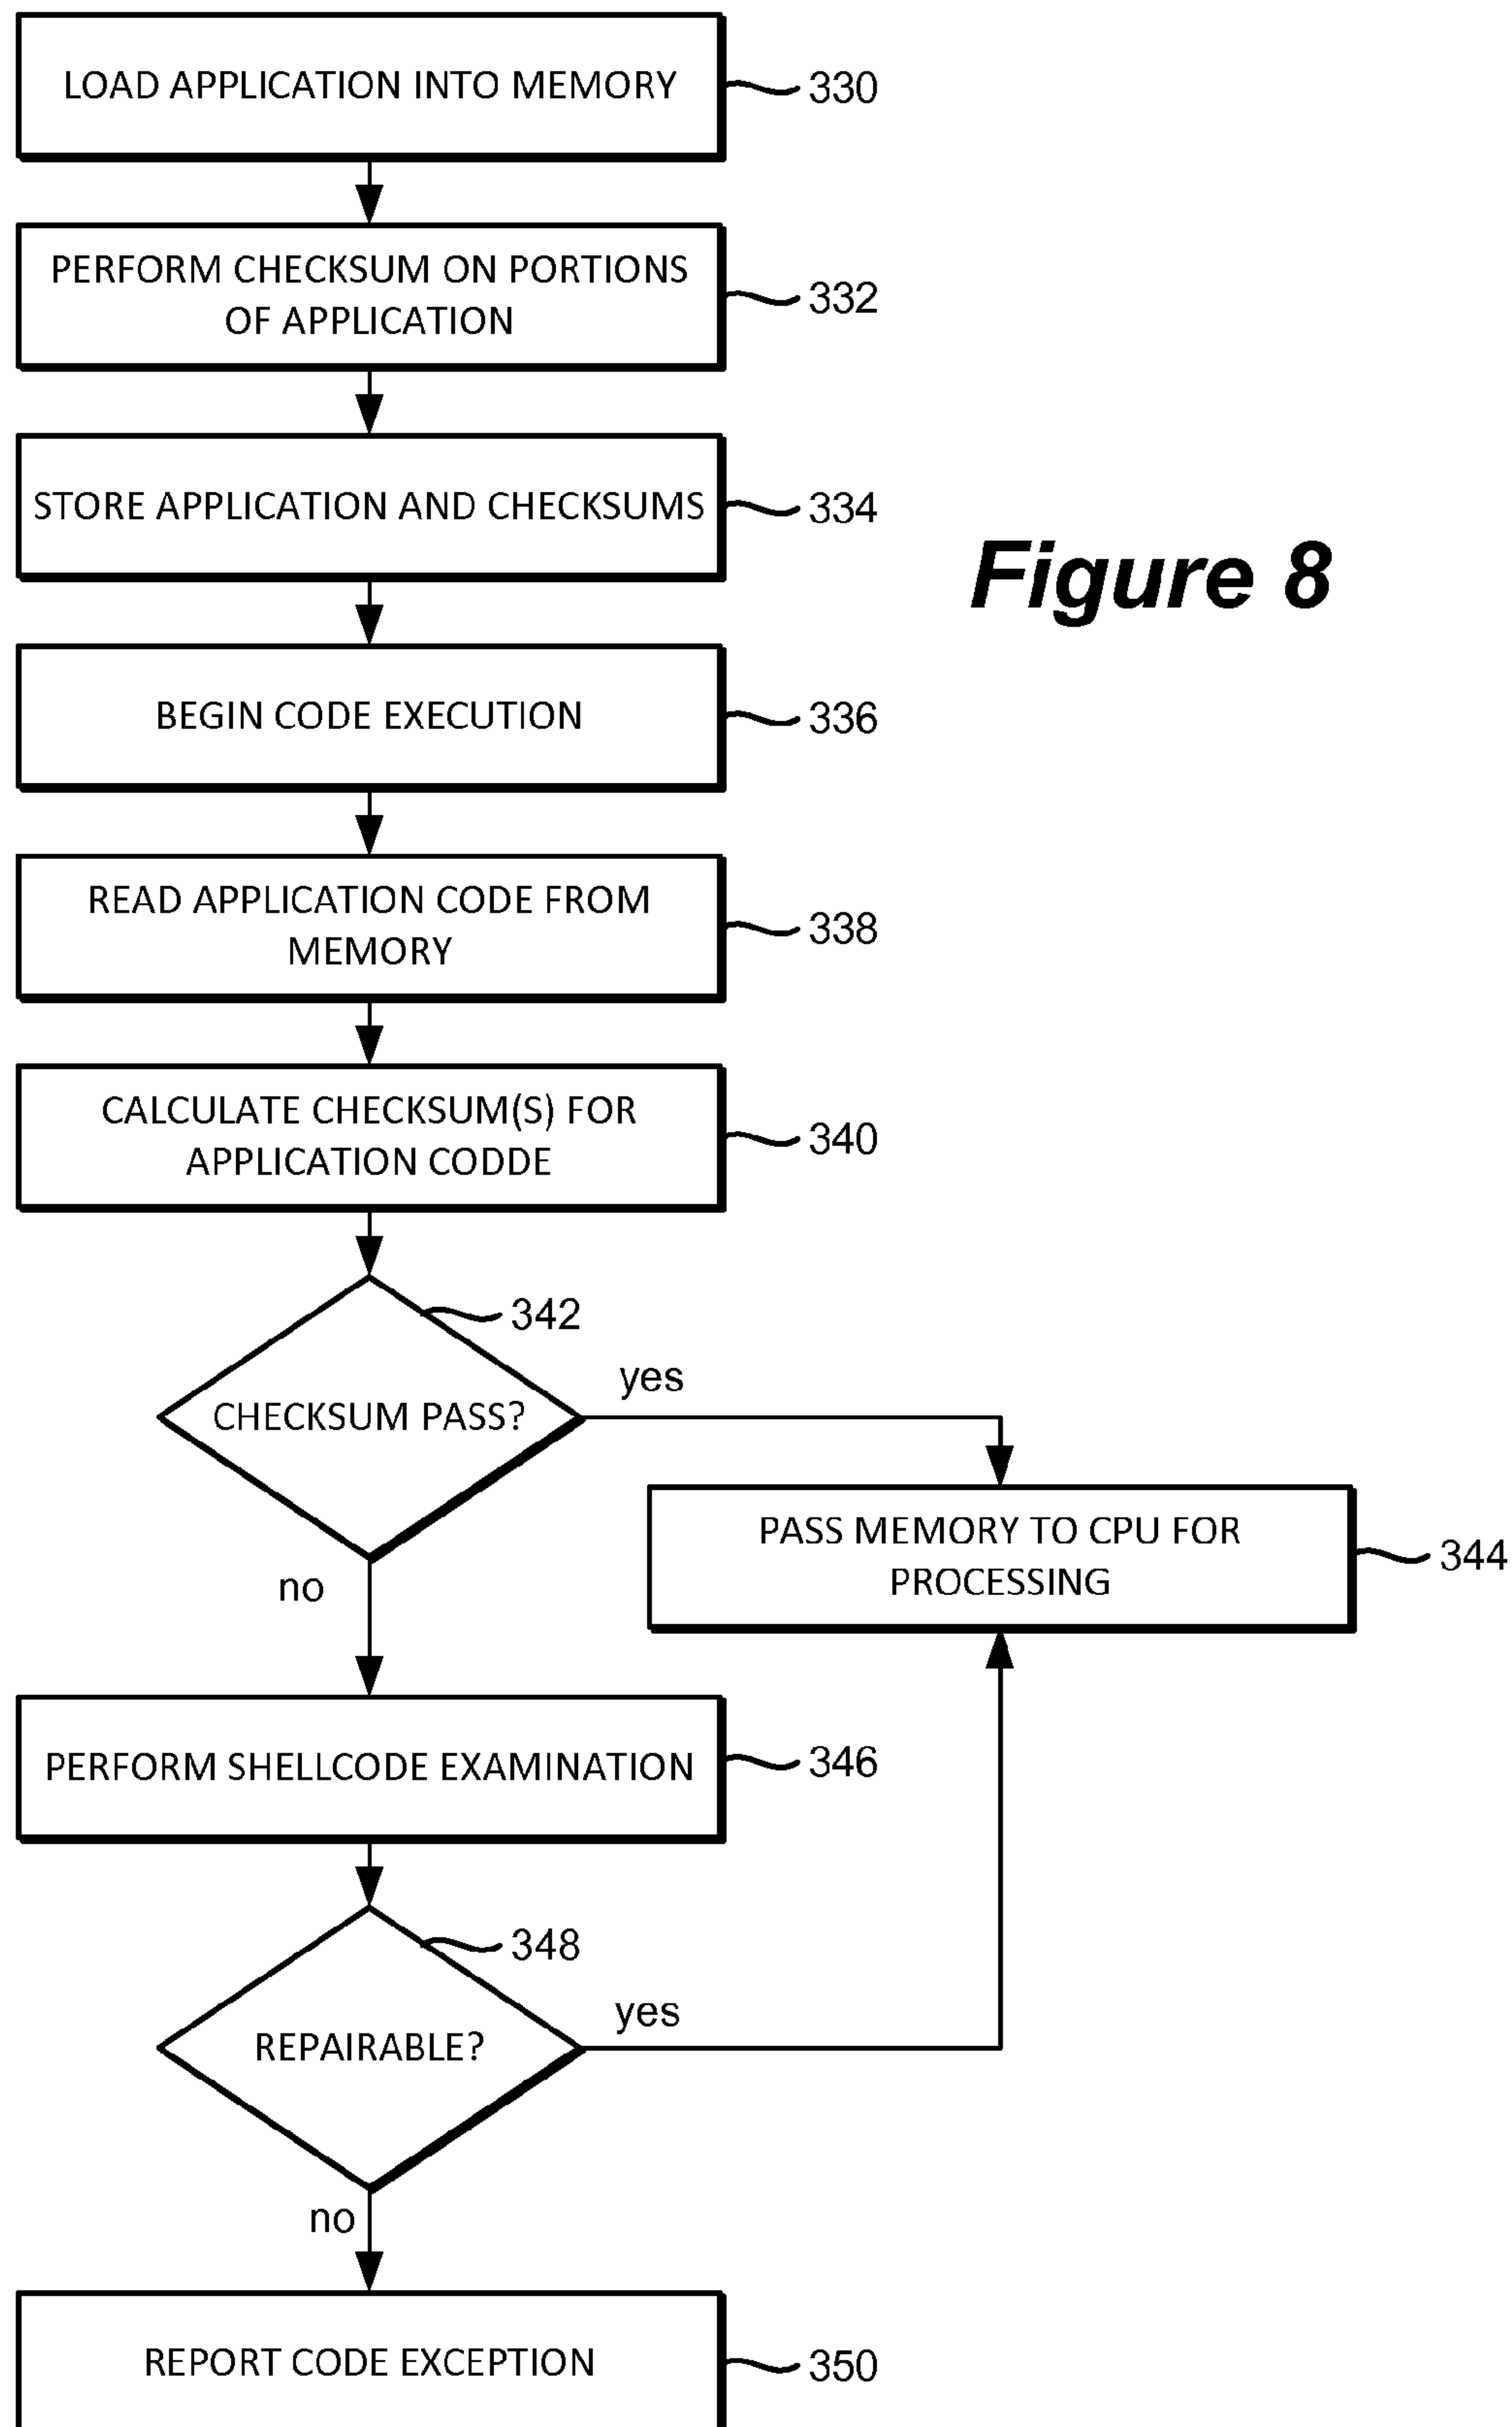 LOAD APPLICATION INTO MEMORY
330
PERFORM CHECKSUM ON PORTIONS
OF APPLICATION
332
STORE APPLICATION AND CHECKSUMS
334
Figure 8
BEGIN CODE EXECUTION
336
READ APPLICATION CODE FROM
MEMORY
338
CALCULATE CHECKSUM(S) FOR
APPLICATION CODDE
340
342
CHECKSUM PASS?
yes
no
PASS MEMORY TO CPU FOR
PROCESSING
344
PERFORM SHELLCODE EXAMINATION
346
348
REPAIRABLE?
yes
no
REPORT CODE EXCEPTION
350